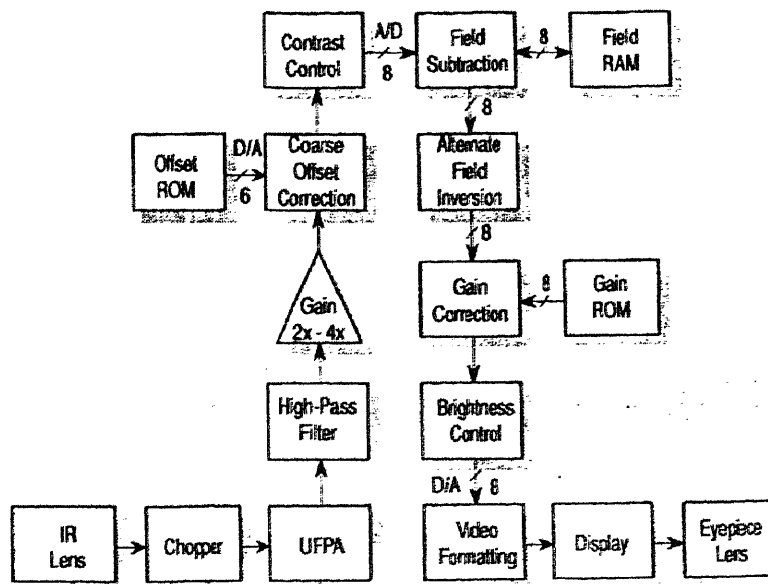 Contrast
Control
A/D
8
Field
Subtraction
8
Field
RAM
8
Offset
ROM
D/A
6
Coarse
Offset
Correction
Alternate
Field
Inversion
8
Gain
2x - 4x
Gain
Correction
8
Gain
ROM
High-Pass
Filter
Brightness
Control
D/A
8
IR
Lens
Chopper
UFPA
Video
Formatting
Display
Eyepiece
Lens